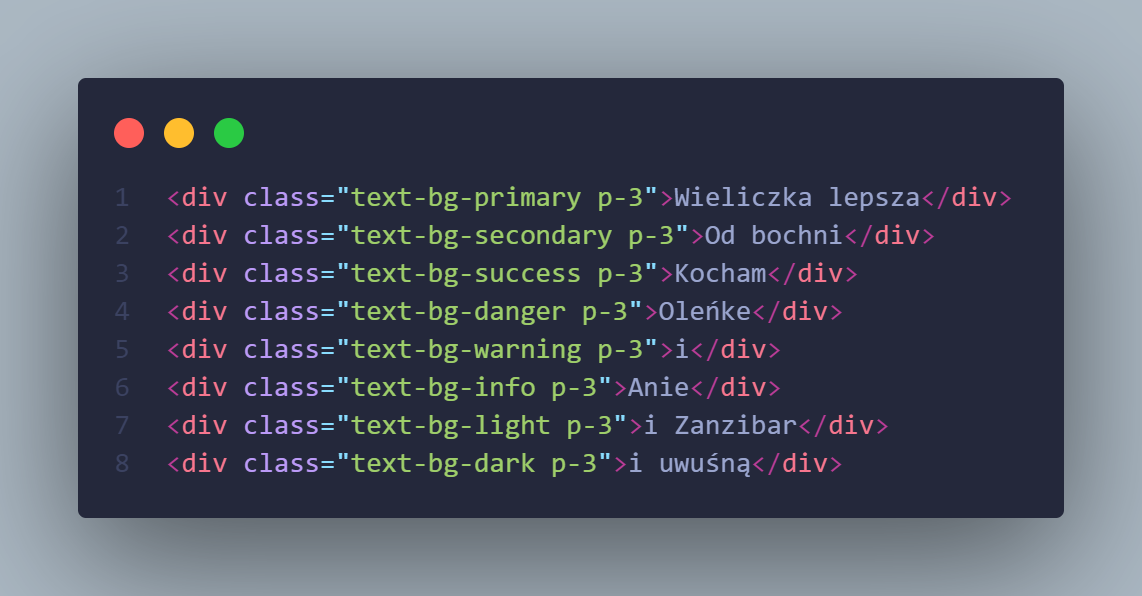 1 <div class="text-bg-primary p-3">Wieliczka lepsza</div>
2 <div class="text-bg-secondary p-3">Od bochni</div>
3 <div class="text-bg-success p-3">Kocham</div>
4 <div class="text-bg-danger p-3">Oleńke</div>
5 <div class="text-bg-warning p-3">i</div>
6 <div class="text-bg-info p-3">Anie</div>
7 <div class="text-bg-light p-3">i Zanzibar</div>
8 <div class="text-bg-dark p-3">i uwuśną</div>